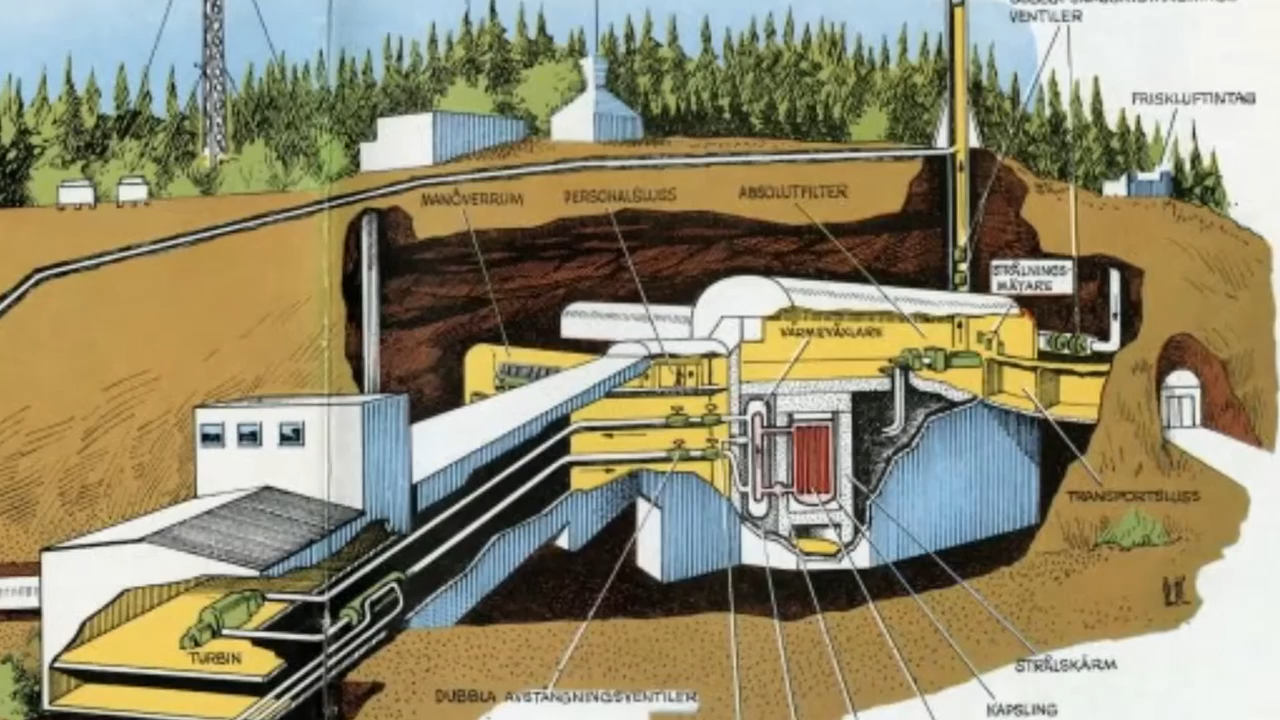 VENTILER
FRISKLUFTINTAG
MANÖVERRUM
PERSONALSLUSS
ABSOLUTFILTER
STRÅLNINGS-
MÄTARE
VÄRMEVÄXLARE
TRANSPORTSLUSS
TURBIN
STRÅLSKÄRM
DUBBLA AVSTÄNGNINGSVENTILER
KAPSLING